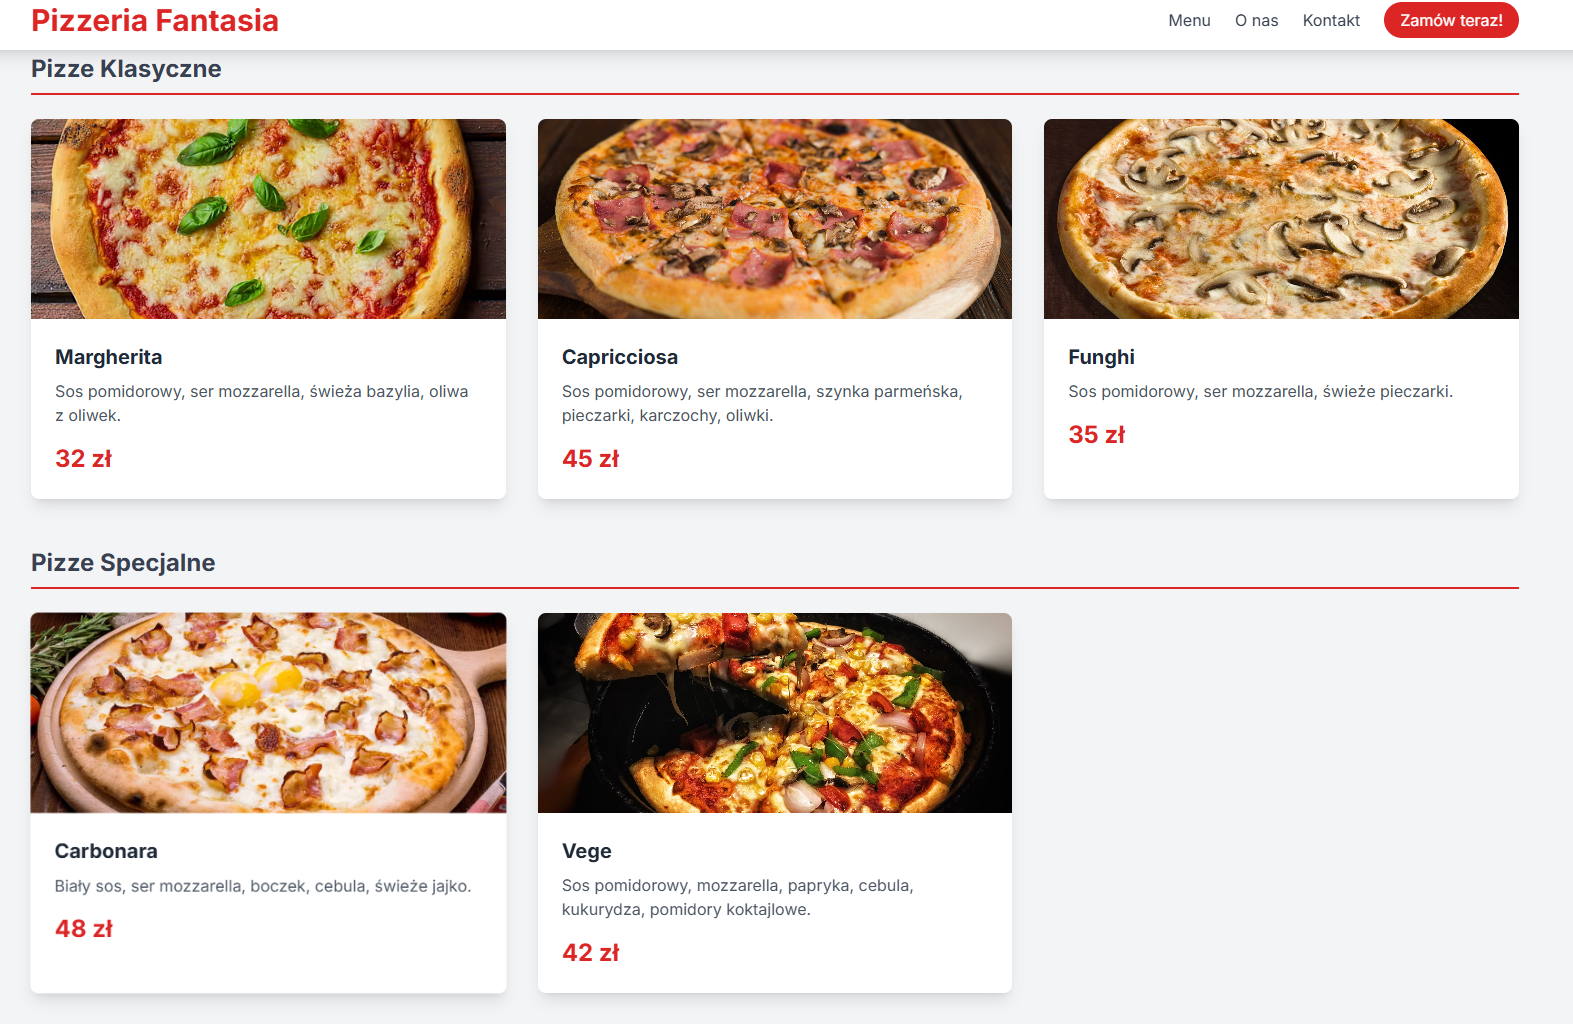 Pizzeria Fantasia
Menu
O nas
Kontakt
Zamów teraz!
Pizze Klasyczne
Margherita
Sos pomidorowy, ser mozzarella, świeża bazylia, oliwa
z oliwek.
32 zł
Capricciosa
Sos pomidorowy, ser mozzarella, szynka parmeńska,
pieczarki, karczochy, oliwki.
45 zł
Funghi
Sos pomidorowy, ser mozzarella, świeże pieczarki.
35 zł
Pizze Specjalne
Carbonara
Biały sos, ser mozzarella, boczek, cebula, świeże jajko.
48 zł
Vege
Sos pomidorowy, mozzarella, papryka, cebula,
kukurydza, pomidory koktajlowe.
42 zł